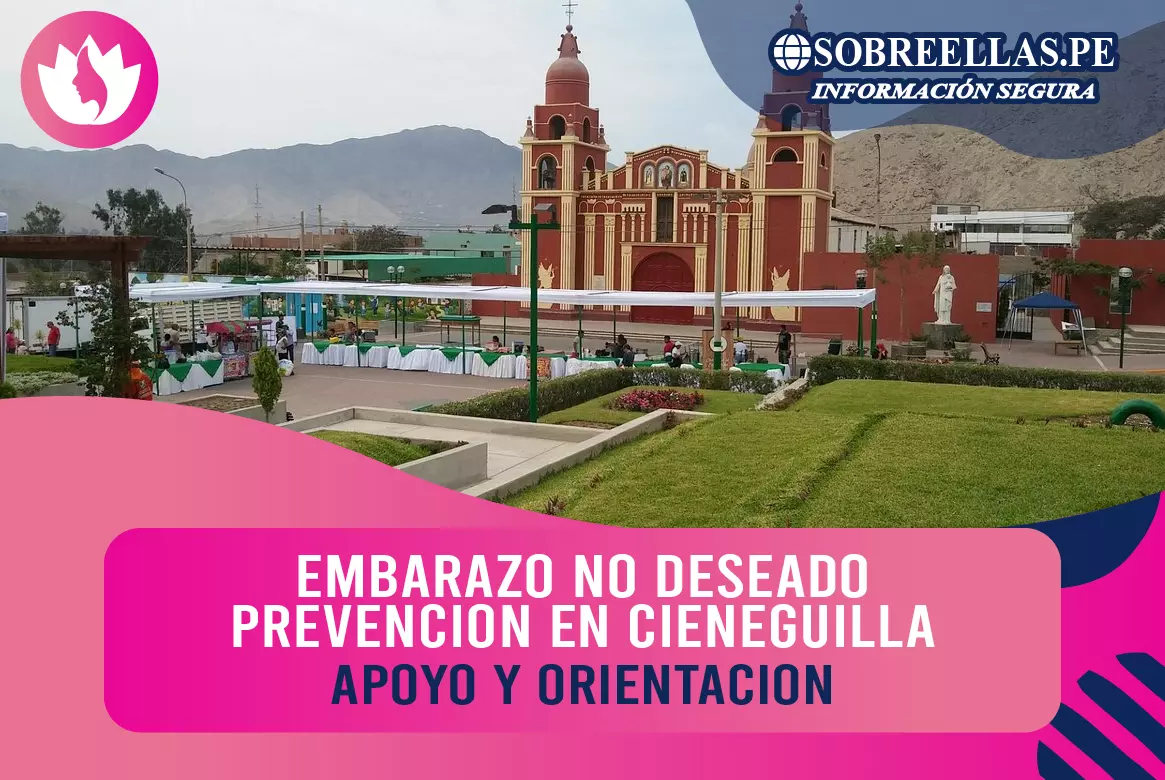 SOBREELLAS.PE
INFORMACIÓN SEGURA
EMBARAZO NO DESEADO
PREVENCION EN CIENEGUILLA
APOYO Y ORIENTACION